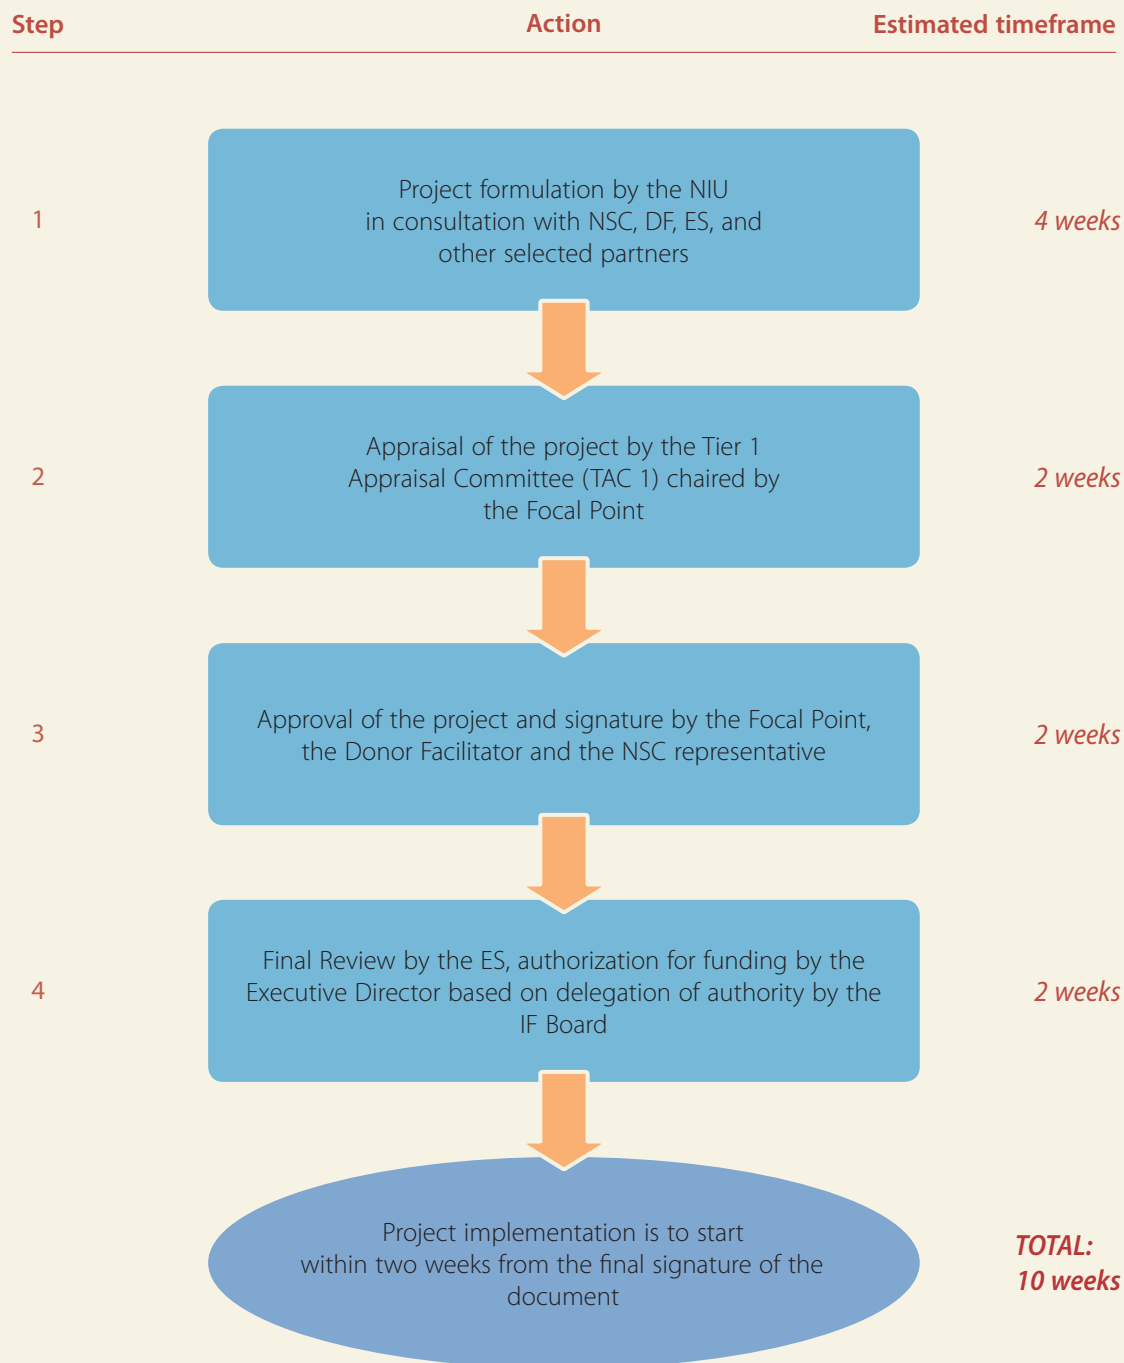 Step Action Estimated timeframe
1
Project formulation by the NIU
in consultation with NSC, DF, ES, and
other selected partners
4 weeks
2
Appraisal of the project by the Tier 1
Appraisal Committee (TAC 1) chaired by
the Focal Point
2 weeks
3
Approval of the project and signature by the Focal Point,
the Donor Facilitator and the NSC representative
2 weeks
4
Final Review by the ES, authorization for funding by the
Executive Director based on delegation of authority by the
IF Board
2 weeks
Project implementation is to start
within two weeks from the final signature of the
document
TOTAL:
10 weeks